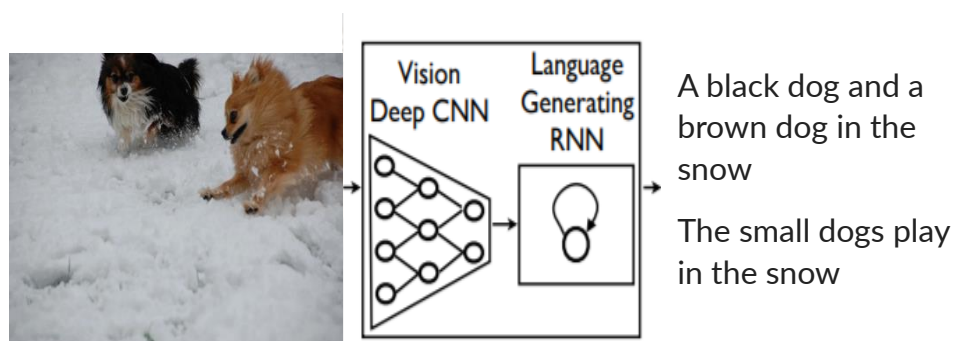 Vision
Deep CNN
Language
Generating
RNN
A black dog and a
brown dog in the
snow
The small dogs play
in the snow